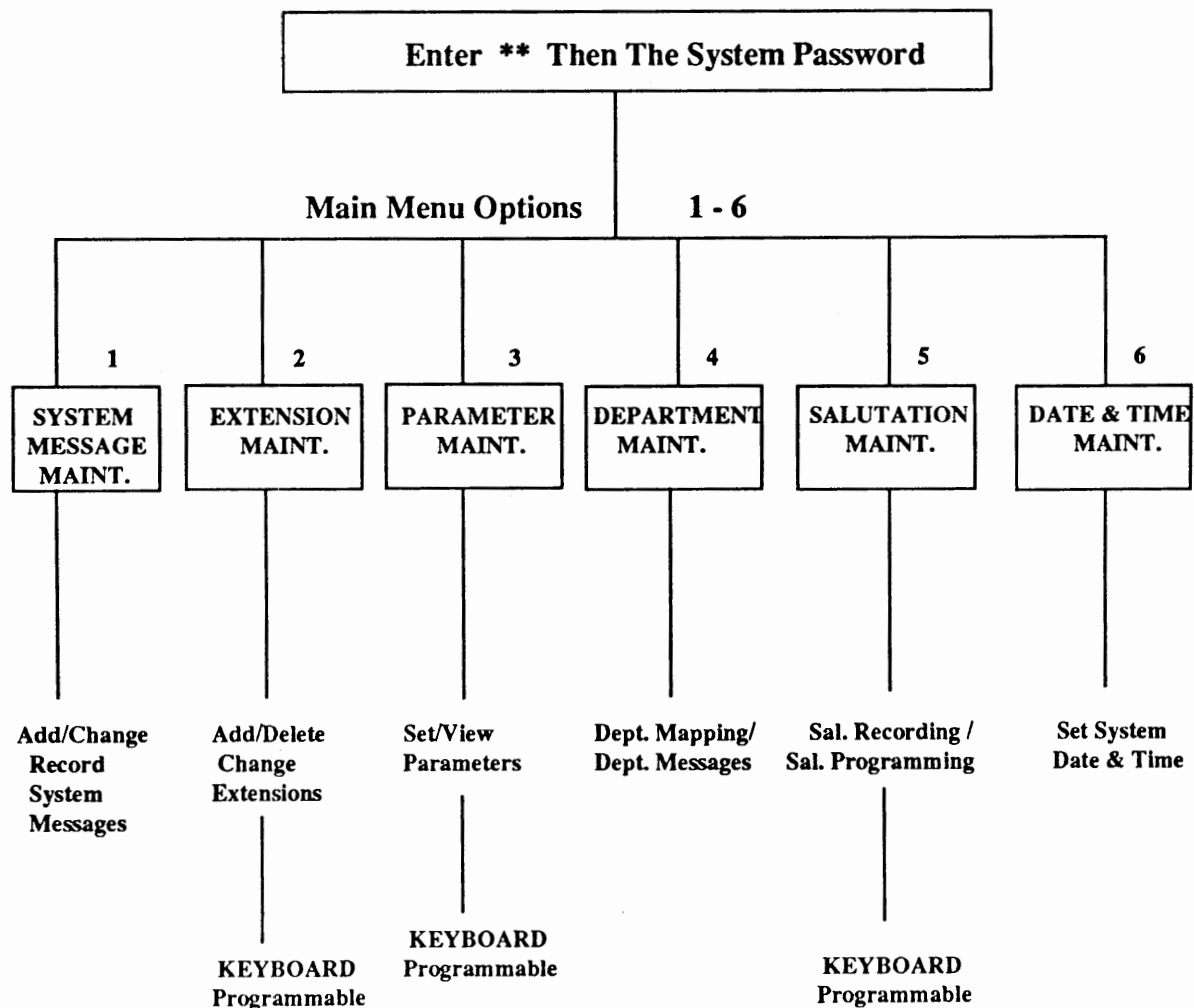 Enter ** Then The System Password
Main Menu Options 1 - 6
1
SYSTEM
MESSAGE
MAINT.
2
EXTENSION
MAINT.
3
PARAMETER
MAINT.
4
DEPARTMENT
MAINT.
5
SALUTATION
MAINT.
6
DATE & TIME
MAINT.
Add/Change
Record
System
Messages
Add/Delete
Change
Extensions
Set/View
Parameters
Dept. Mapping/
Dept. Messages
Sal. Recording /
Sal. Programming
Set System
Date & Time
KEYBOARD
Programmable
KEYBOARD
Programmable
KEYBOARD
Programmable